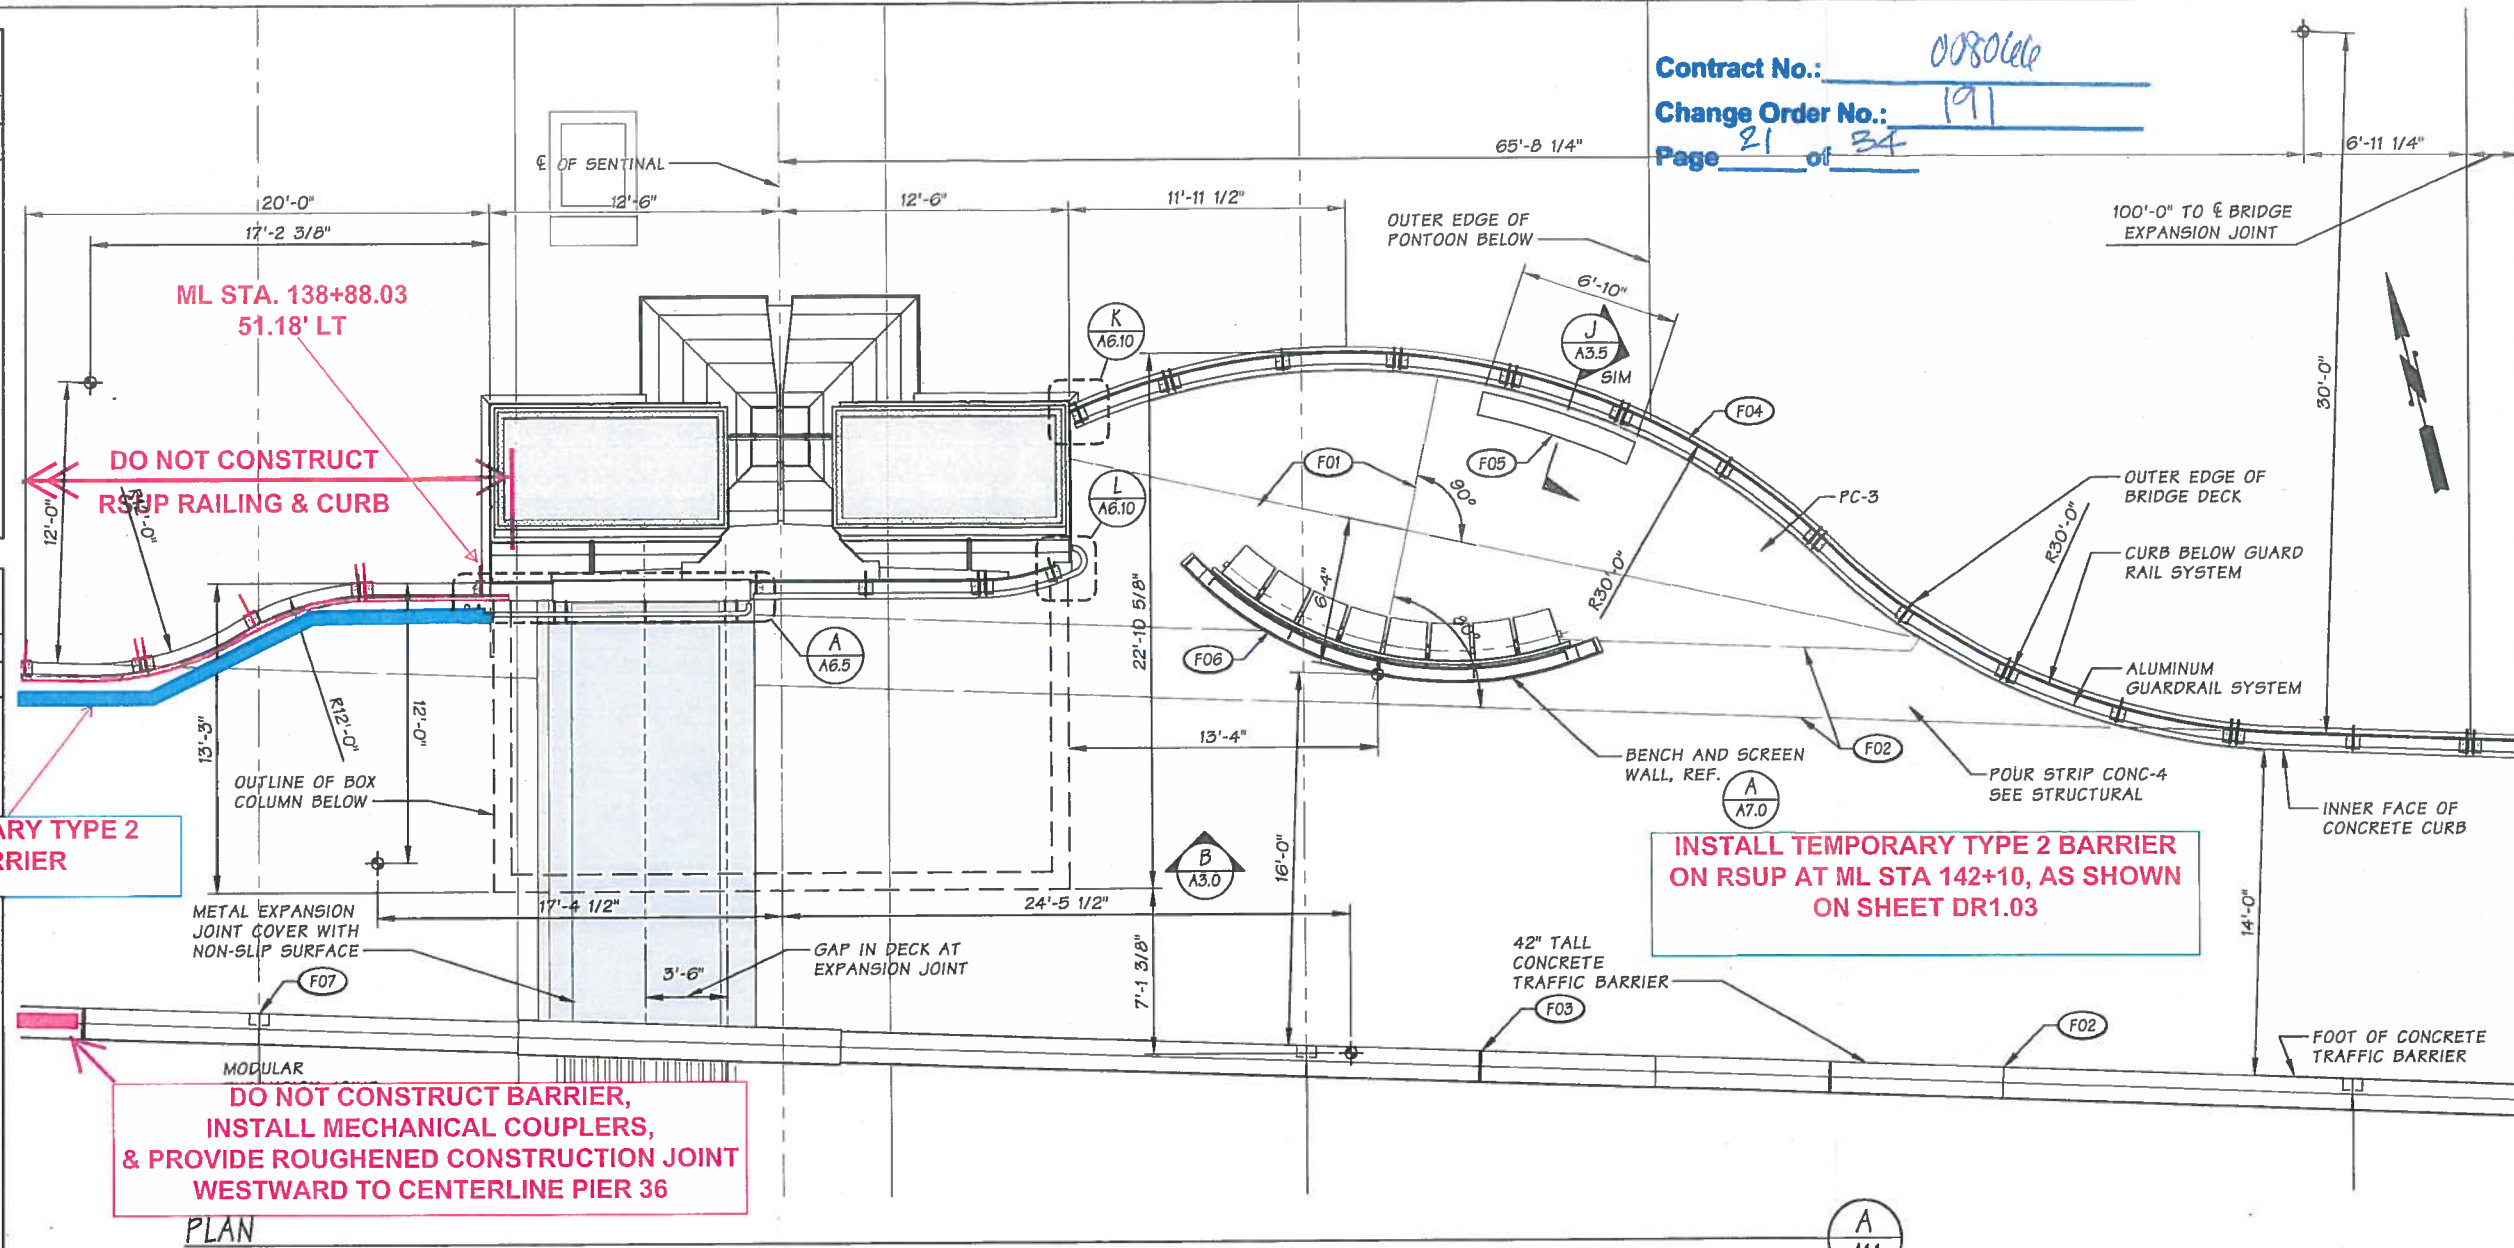 Contract No.: 008066
Change Order No.: 191
Page 21 of 34
65'-8 1/4"
6'-11 1/4"
℄ OF SENTINAL
20'-0"
12'-6"
12'-6"
11'-11 1/2"
17'-2 3/8"
OUTER EDGE OF
PONTOON BELOW
100'-0" TO ℄ BRIDGE
EXPANSION JOINT
ML STA. 138+88.03
51.18' LT
6'-10"
K
A6.10
J
A3.5
SIM
30'-0"
F04
F01
F05
90°
DO NOT CONSTRUCT
RSUP RAILING & CURB
12'-0"
R12'-0"
L
A6.10
PC-3
OUTER EDGE OF
BRIDGE DECK
R30'-0"
CURB BELOW GUARD
RAIL SYSTEM
6'-4"
R30'-0"
90°
22'-10 5/8"
A
A6.5
F06
ALUMINUM
GUARDRAIL SYSTEM
13'-3"
R12'-0"
12'-0"
13'-4"
F02
BENCH AND SCREEN
WALL, REF.
A
A7.0
POUR STRIP CONC-4
SEE STRUCTURAL
OUTLINE OF BOX
COLUMN BELOW
INNER FACE OF
CONCRETE CURB
ARY TYPE 2
RRIER
B
A3.0
16'-0"
INSTALL TEMPORARY TYPE 2 BARRIER
ON RSUP AT ML STA 142+10, AS SHOWN
ON SHEET DR1.03
14'-0"
METAL EXPANSION
JOINT COVER WITH
NON-SLIP SURFACE
17'-4 1/2"
24'-5 1/2"
GAP IN DECK AT
EXPANSION JOINT
3'-6"
7'-1 3/8"
42" TALL
CONCRETE
TRAFFIC BARRIER
F07
F03
F02
FOOT OF CONCRETE
TRAFFIC BARRIER
MODULAR
DO NOT CONSTRUCT BARRIER,
INSTALL MECHANICAL COUPLERS,
& PROVIDE ROUGHENED CONSTRUCTION JOINT
WESTWARD TO CENTERLINE PIER 36
PLAN
A